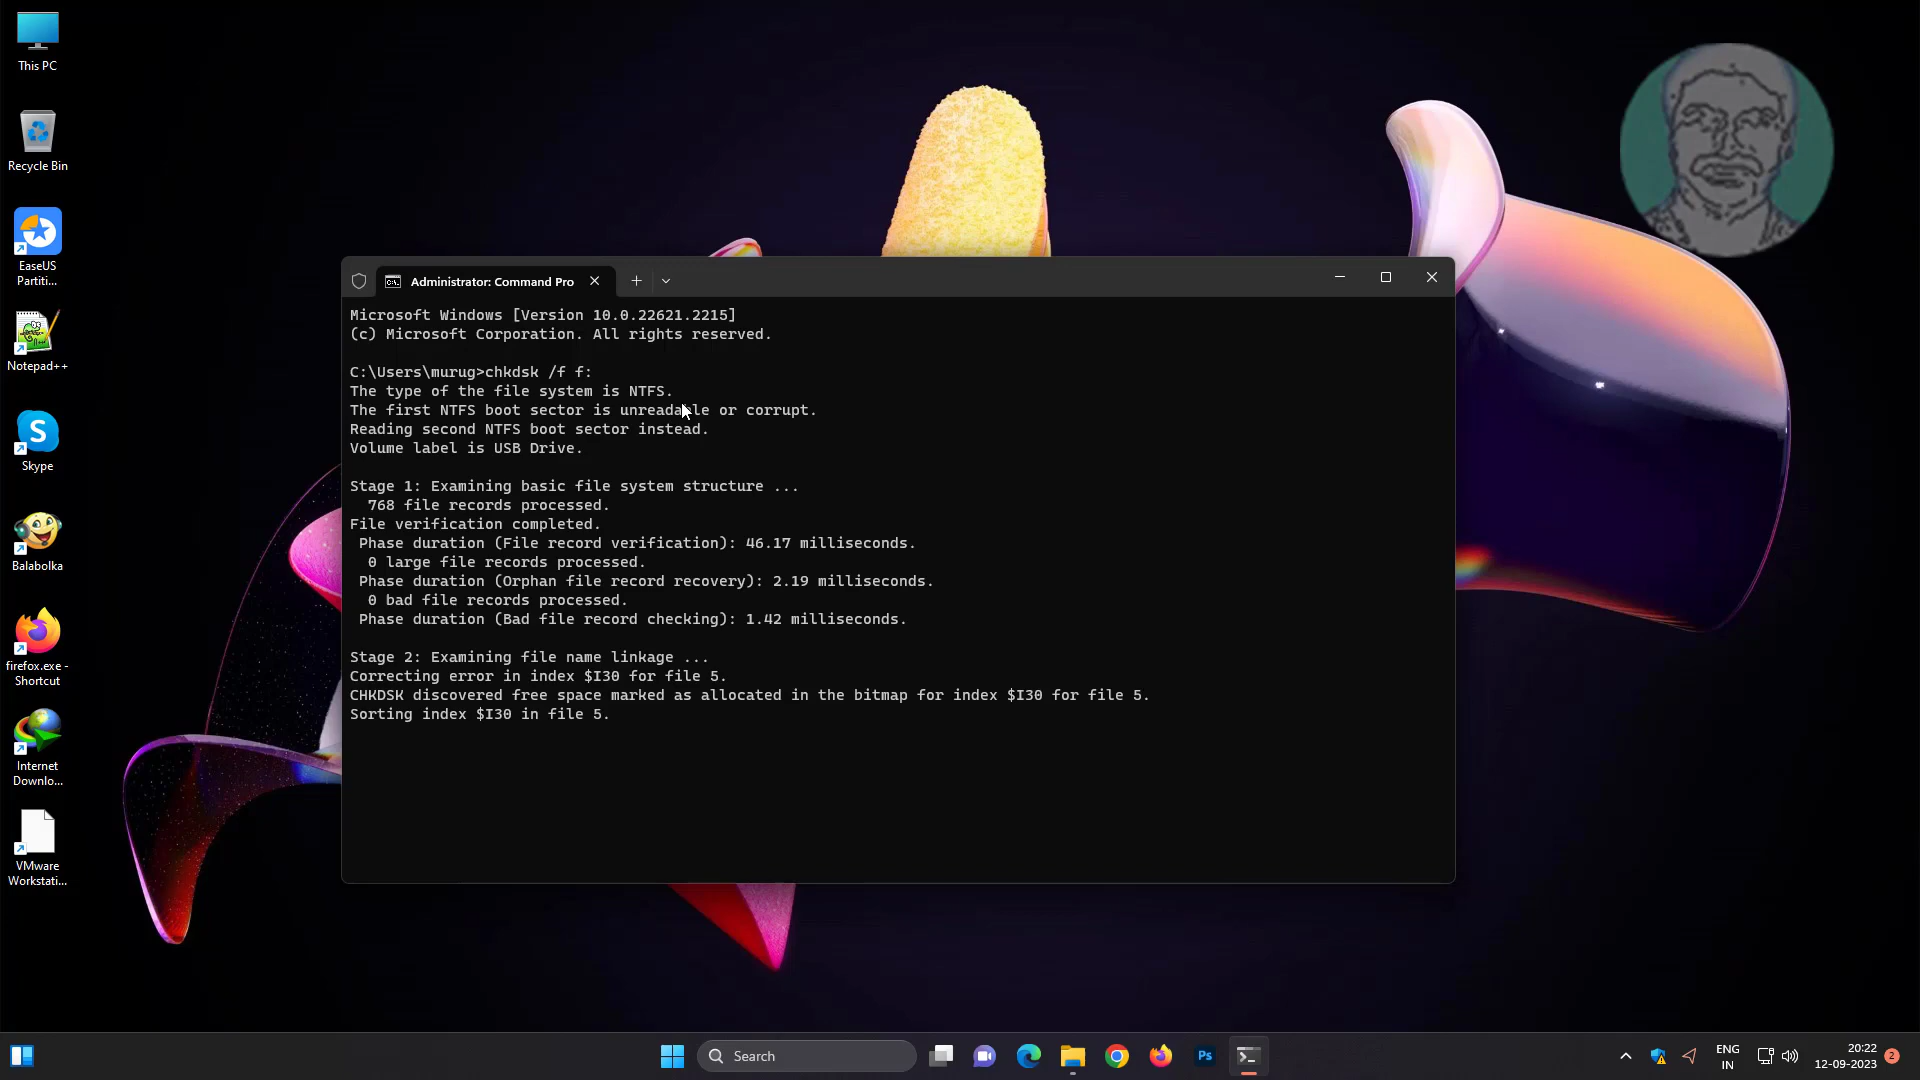 This PC
Recycle Bin
EaseUS
Partiti...
Notepad++
Skype
Balabolka
firefox.exe -
Shortcut
Internet
Downlo...
VMware
Workstati...
Administrator: Command Pro
Microsoft Windows [Version 10.0.22621.2215]
(c) Microsoft Corporation. All rights reserved.
C:\Users\murug>chkdsk /f f:
The type of the file system is NTFS.
The first NTFS boot sector is unreadable or corrupt.
Reading second NTFS boot sector instead.
Volume label is USB Drive.
Stage 1: Examining basic file system structure ...
768 file records processed.
File verification completed.
Phase duration (File record verification): 46.17 milliseconds.
0 large file records processed.
Phase duration (Orphan file record recovery): 2.19 milliseconds.
0 bad file records processed.
Phase duration (Bad file record checking): 1.42 milliseconds.
Stage 2: Examining file name linkage ...
Correcting error in index $I30 for file 5.
CHKDSK discovered free space marked as allocated in the bitmap for index $I30 for file 5.
Sorting index $I30 in file 5.
Search
Ps
ENG
IN
20:22
12-09-2023
2